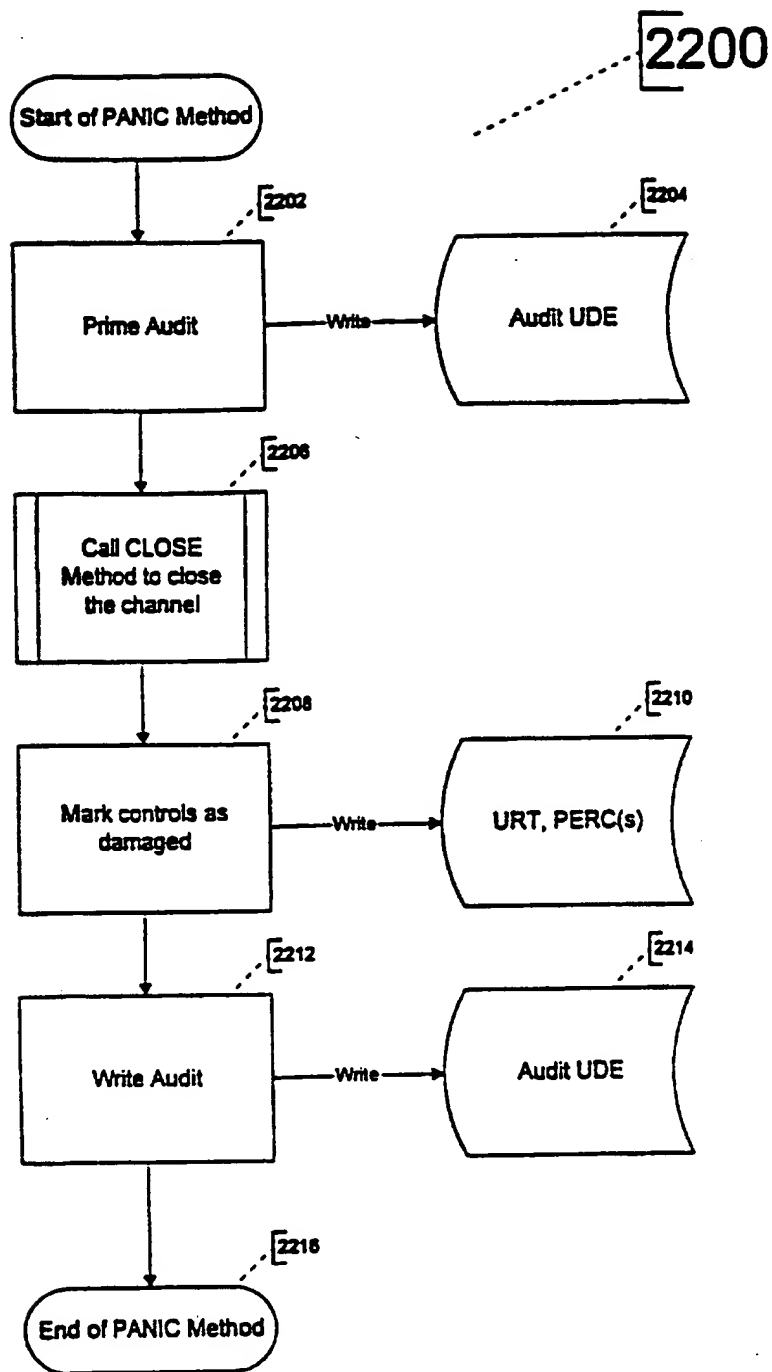 2200
Start of PANIC Method
2202
2204
Prime Audit
Write
Audit UDE
2206
Call CLOSE
Method to close
the channel
2208
2210
Mark controls as
damaged
Write
URT, PERC(s)
2212
2214
Write Audit
Write
Audit UDE
2216
End of PANIC Method